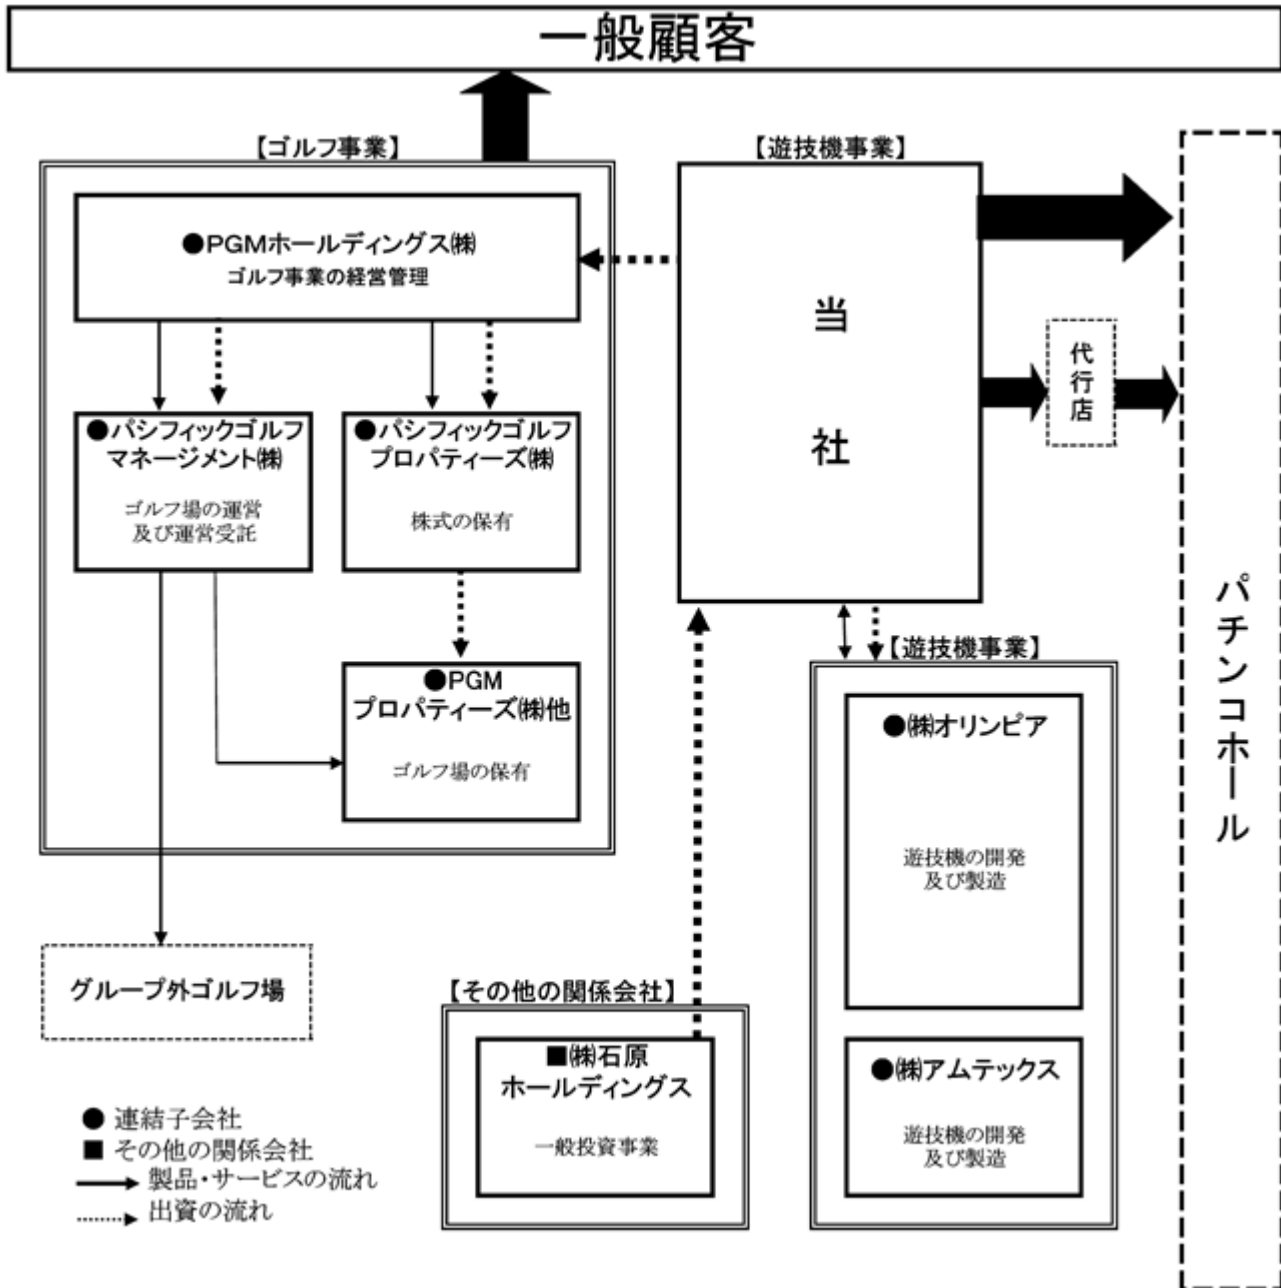 一般顧客
【ゴルフ事業】
●PGMホールディングス㈱
ゴルフ事業の経営管理
●パシフィックゴルフ
マネージメント㈱
ゴルフ場の運営
及び運営受託
●パシフィックゴルフ
プロパティーズ㈱
株式の保有
●PGM
プロパティーズ㈱他
ゴルフ場の保有
グループ外ゴルフ場
【遊技機事業】
当社
代行店
パチンコホール
【遊技機事業】
●㈱オリンピア
遊技機の開発
及び製造
●㈱アムテックス
遊技機の開発
及び製造
【その他の関係会社】
■㈱石原
ホールディングス
一般投資事業
● 連結子会社
■ その他の関係会社
製品・サービスの流れ
出資の流れ